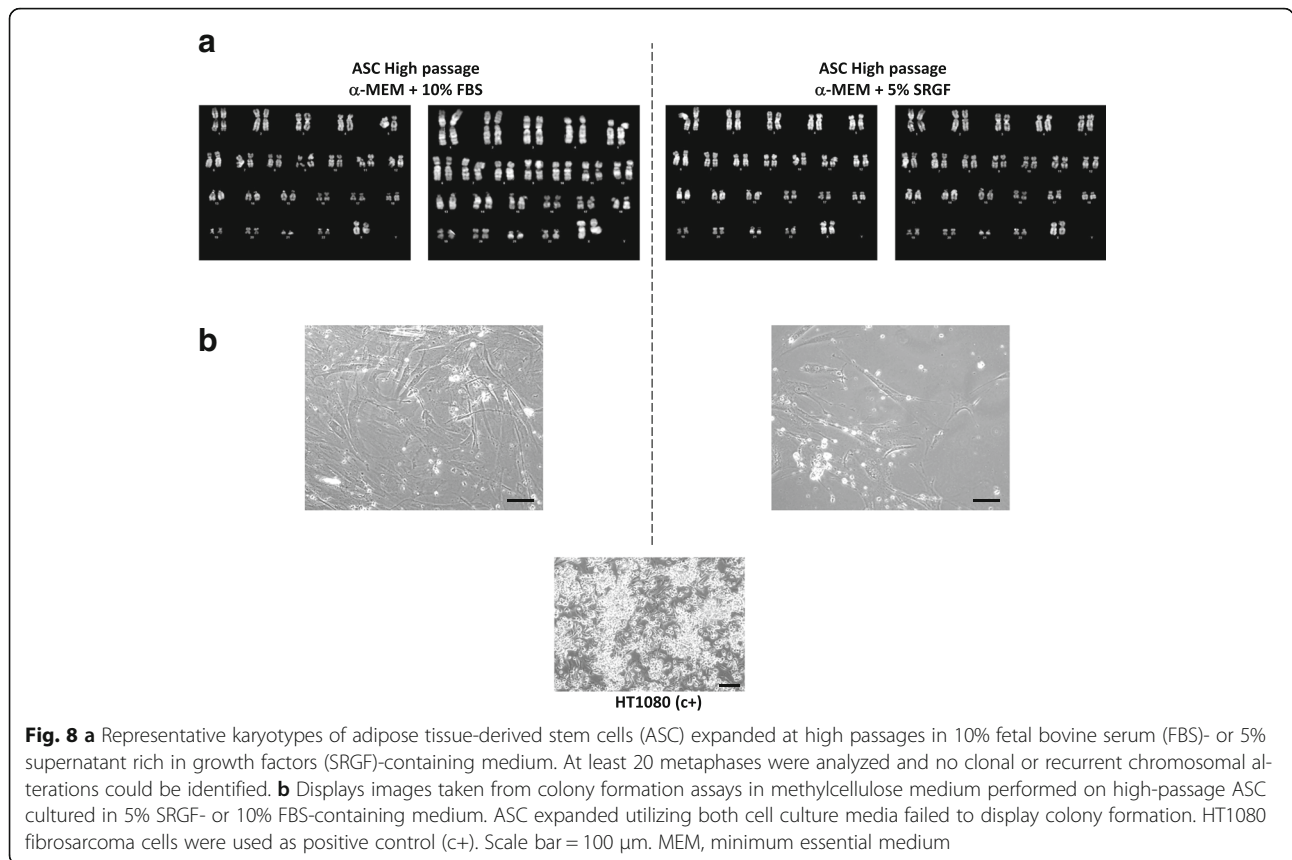 a
ASC High passage
α-MEM + 10% FBS
ASC High passage
α-MEM + 5% SRGF
b
HT1080 (c+)
Fig. 8 a Representative karyotypes of adipose tissue-derived stem cells (ASC) expanded at high passages in 10% fetal bovine serum (FBS)- or 5%
supernatant rich in growth factors (SRGF)-containing medium. At least 20 metaphases were analyzed and no clonal or recurrent chromosomal al-
terations could be identified. b Displays images taken from colony formation assays in methylcellulose medium performed on high-passage ASC
cultured in 5% SRGF- or 10% FBS-containing medium. ASC expanded utilizing both cell culture media failed to display colony formation. HT1080
fibrosarcoma cells were used as positive control (c+). Scale bar = 100 μm. MEM, minimum essential medium